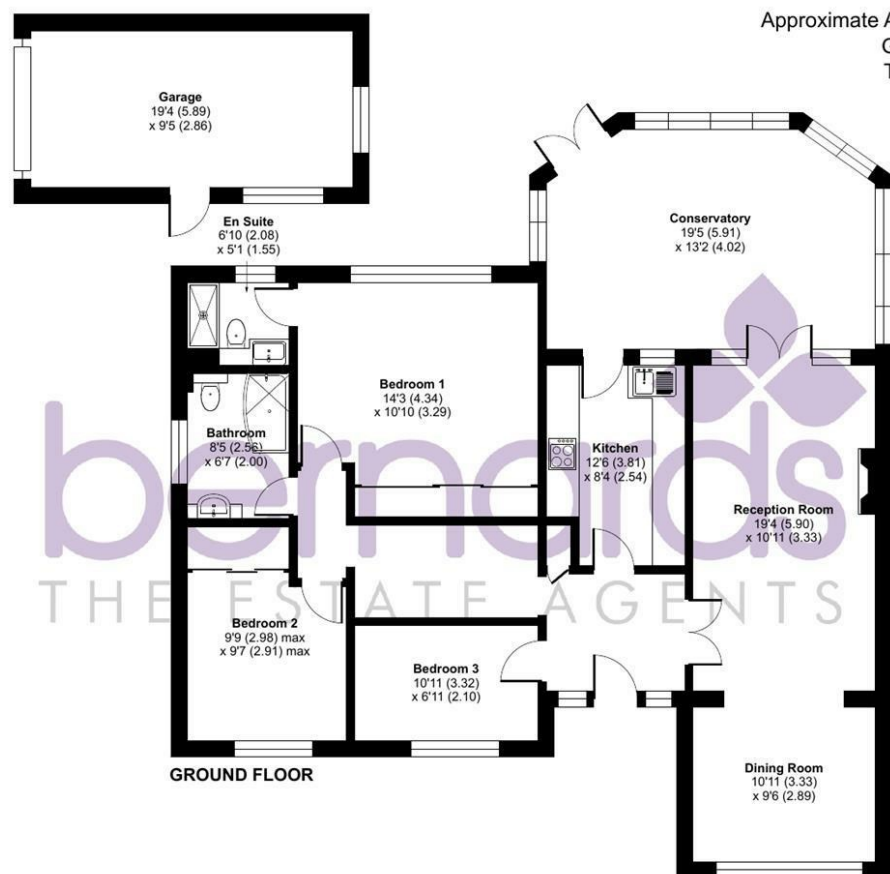 Approximate A
G
T
Garage
19'4 (5.89)
x 9'5 (2.86)
En Suite
6'10 (2.08)
x 5'1 (1.55)
Conservatory
19'5 (5.91)
x 13'2 (4.02)
Bedroom 1
14'3 (4.34)
x 10'10 (3.29)
Bathroom
8'5 (2.56)
x 6'7 (2.00)
Kitchen
12'6 (3.81)
x 8'4 (2.54)
Reception Room
19'4 (5.90)
x 10'11 (3.33)
bernards
THE ESTATE AGENTS
Bedroom 2
9'9 (2.98) max
x 9'7 (2.91) max
Bedroom 3
10'11 (3.32)
x 6'11 (2.10)
Dining Room
10'11 (3.33)
x 9'6 (2.89)
GROUND FLOOR